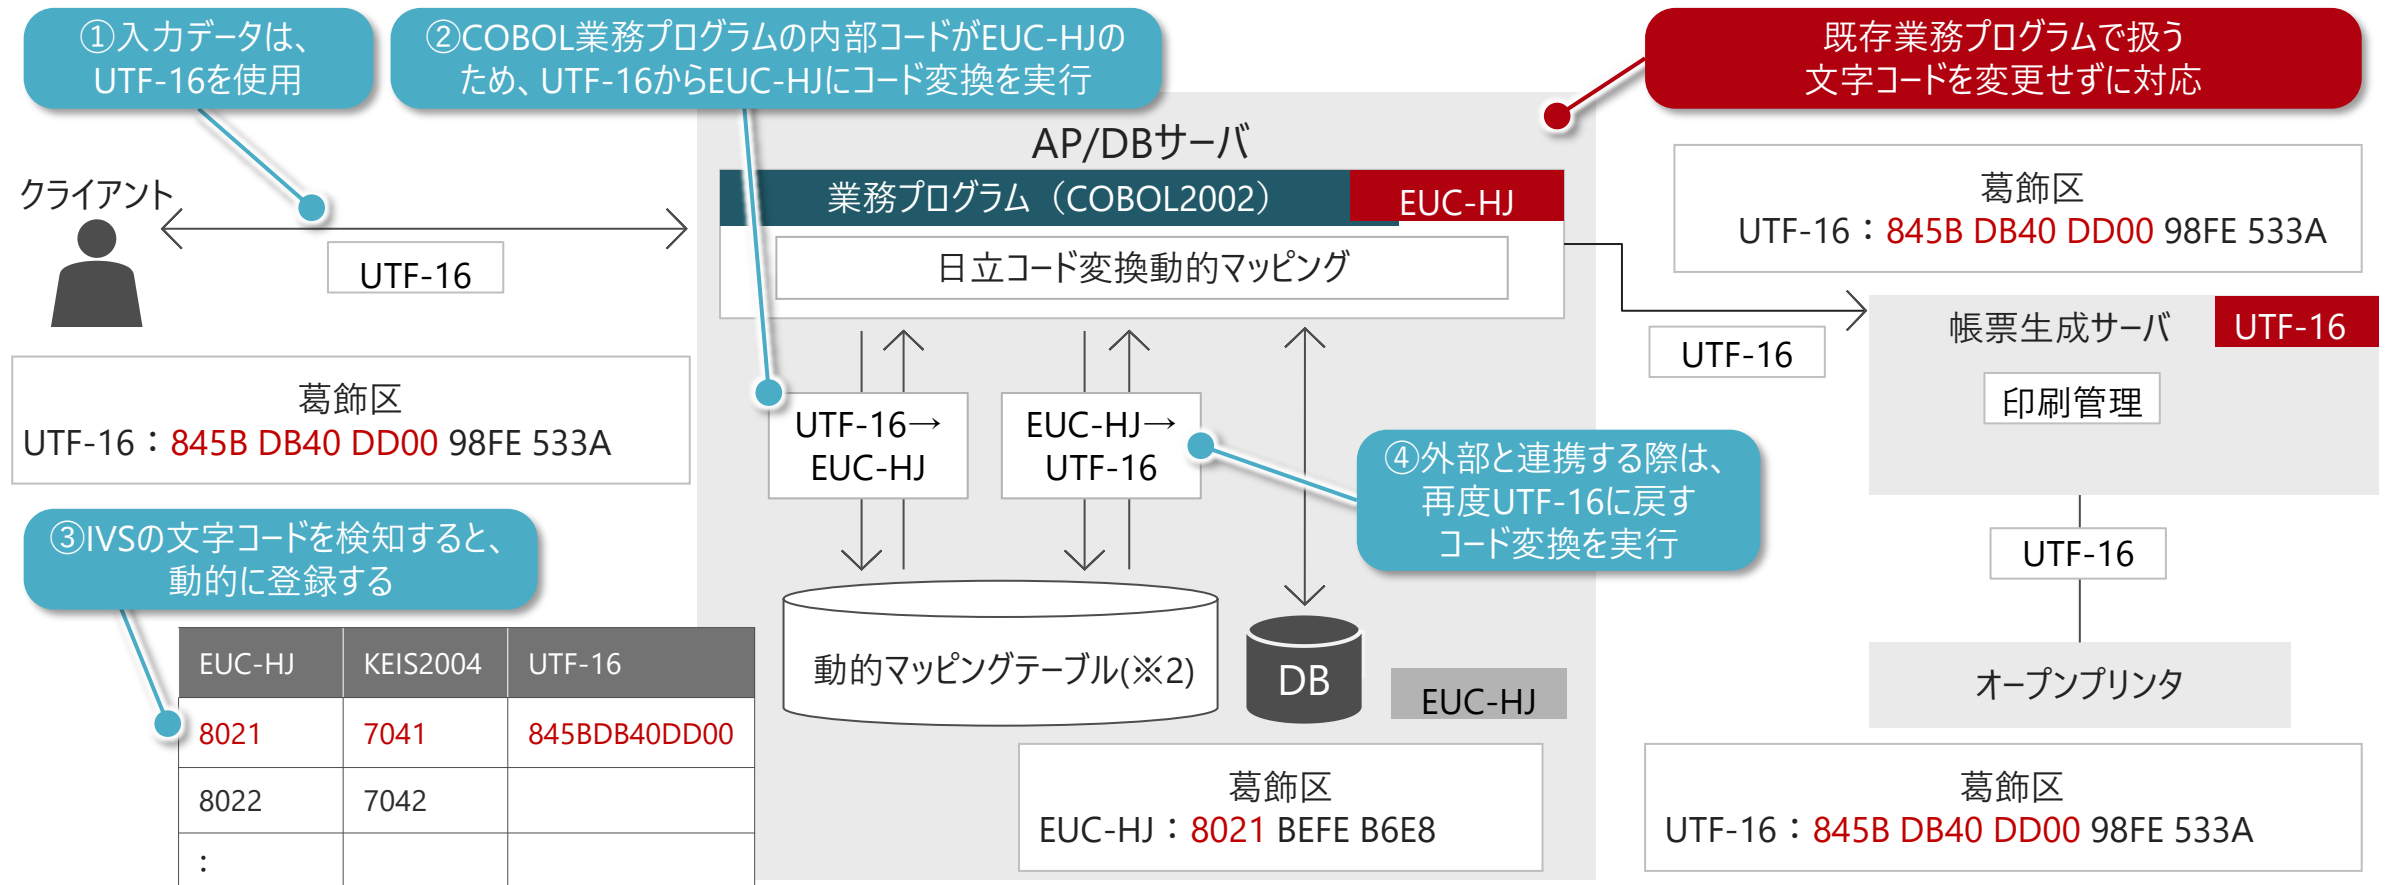 ①入力データは、
UTF-16を使用
②COBOL業務プログラムの内部コードがEUC-HJの
ため、UTF-16からEUC-HJにコード変換を実行
既存業務プログラムで扱う
文字コードを変更せずに対応
AP/DBサーバ
クライアント
業務プログラム（COBOL2002）
EUC-HJ
日立コード変換動的マッピング
UTF-16
葛飾区
UTF-16：845B DB40 DD00 98FE 533A
UTF-16
帳票生成サーバ
UTF-16
印刷管理
葛飾区
UTF-16：845B DB40 DD00 98FE 533A
UTF-16→
EUC-HJ
EUC-HJ→
UTF-16
④外部と連携する際は、
再度UTF-16に戻す
コード変換を実行
③IVSの文字コードを検知すると、
動的に登録する
UTF-16
EUC-HJ KEIS2004 UTF-16
8021 7041 845BDB40DD00
8022 7042
：
動的マッピングテーブル(※2)
DB
EUC-HJ
オープンプリンタ
葛飾区
EUC-HJ：8021 BEFE B6E8
葛飾区
UTF-16：845B DB40 DD00 98FE 533A